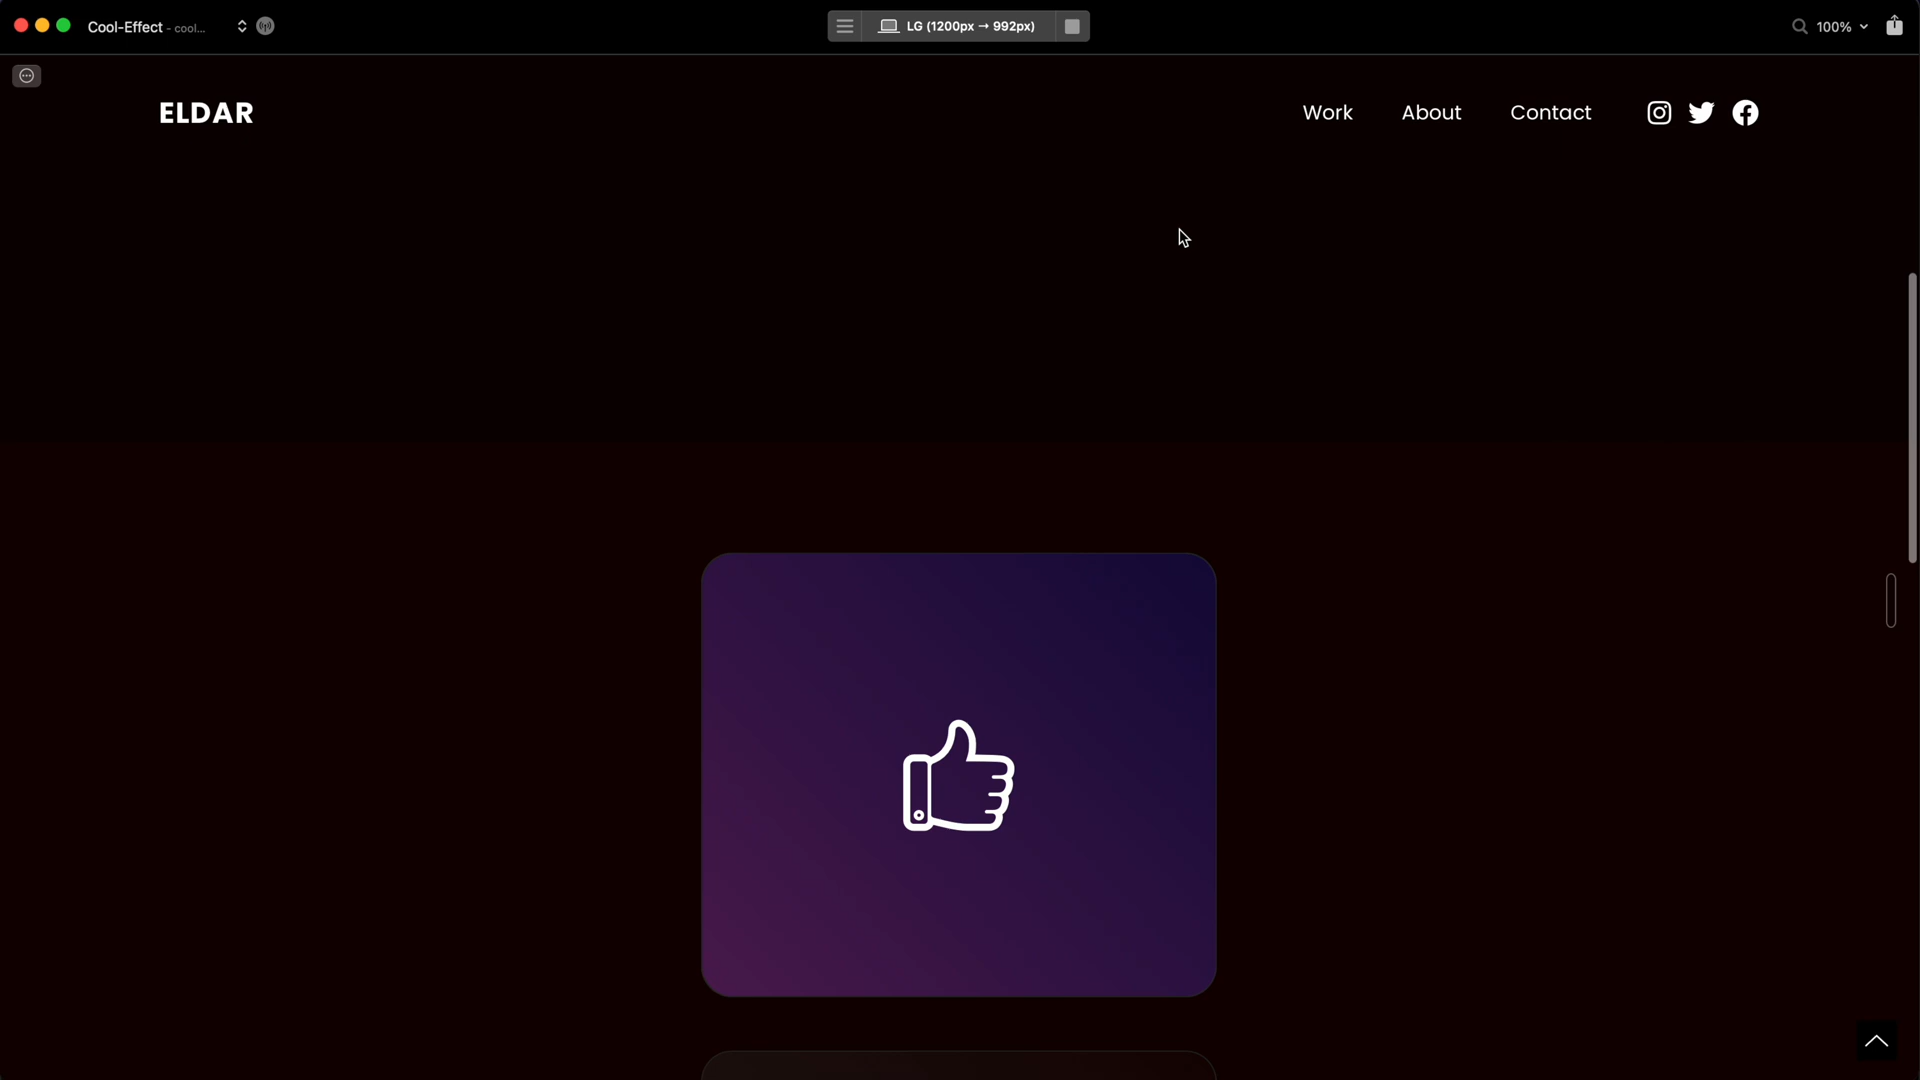 Cool-Effect - cool...
LG (1200px → 992px)
100%
ELDAR
Work
About
Contact